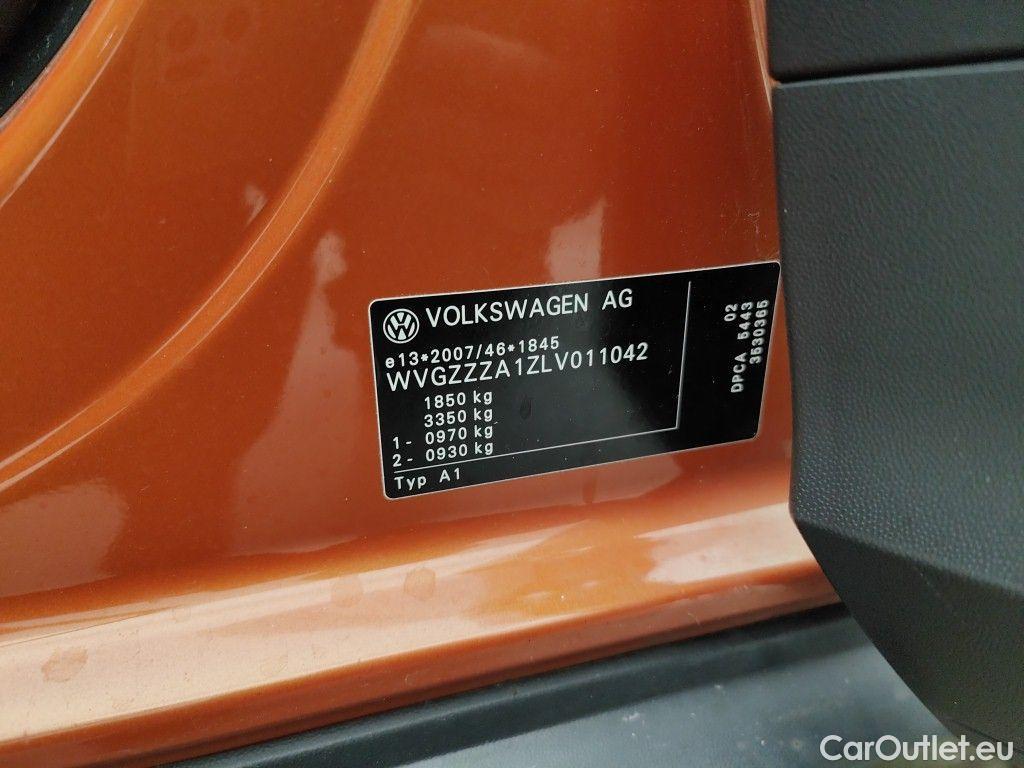 VOLKSWAGEN AG
e13*2007/46*1845
WVGZZZA1ZLV011042
1850 kg
3350 kg
1- 0970 kg
2- 0930 kg
Typ A1
02
DPCA 5443
3530365
CarOutlet.eu